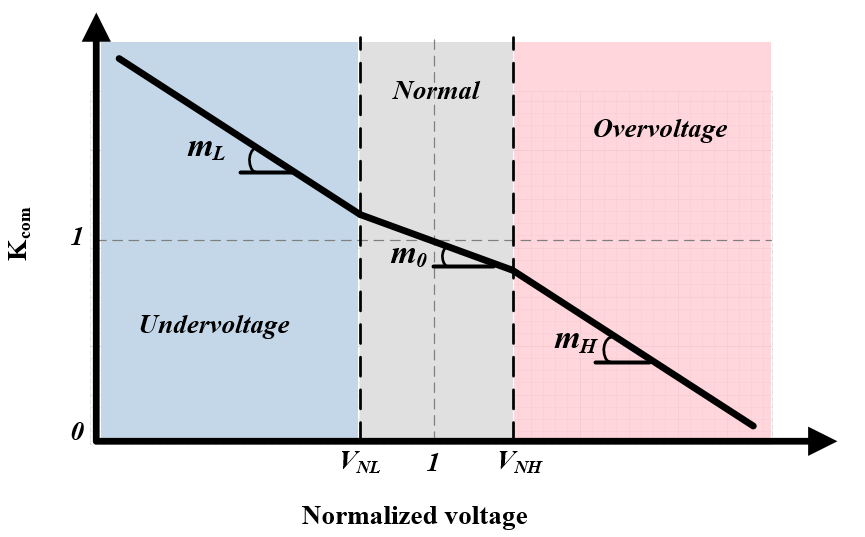 Normal
Overvoltage
m_L
K_com
1
m_0
Undervoltage
m_H
0
V_NL
1
V_NH
Normalized voltage